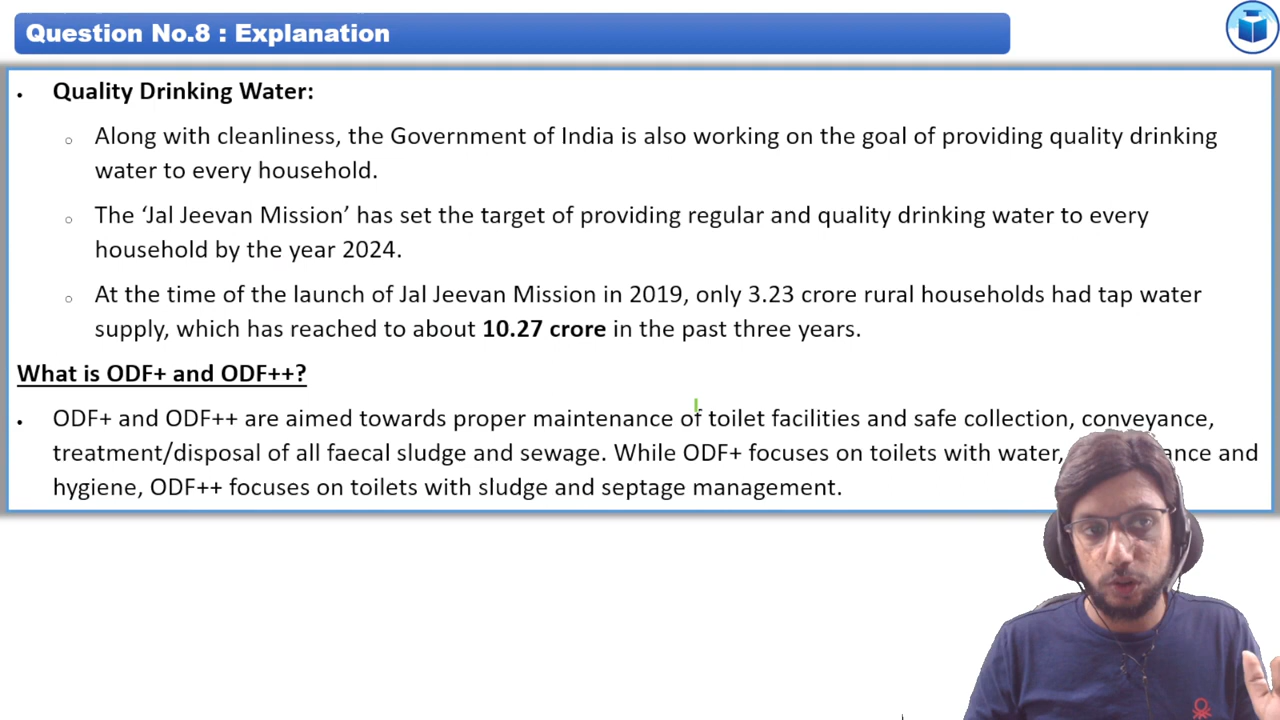 Question No.8 : Explanation
• Quality Drinking Water:
○ Along with cleanliness, the Government of India is also working on the goal of providing quality drinking
water to every household.
○ The ‘Jal Jeevan Mission’ has set the target of providing regular and quality drinking water to every
household by the year 2024.
○ At the time of the launch of Jal Jeevan Mission in 2019, only 3.23 crore rural households had tap water
supply, which has reached to about 10.27 crore in the past three years.
What is ODF+ and ODF++?
• ODF+ and ODF++ are aimed towards proper maintenance of toilet facilities and safe collection, conveyance,
treatment/disposal of all faecal sludge and sewage. While ODF+ focuses on toilets with water, and
hygiene, ODF++ focuses on toilets with sludge and septage management.